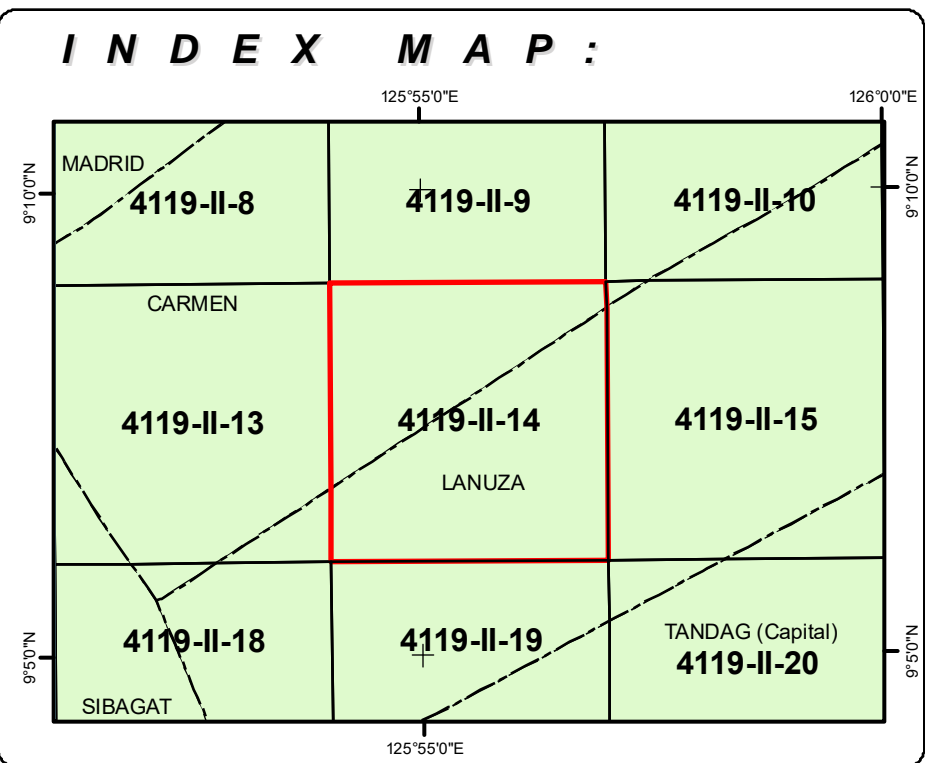 INDEX MAP:
125°55'0"E
126°0'0"E
MADRID
9°10'0"N
9°10'0"N
4119-II-8
4119-II-9
4119-II-10
CARMEN
4119-II-13
4119-II-14
4119-II-15
LANUZA
4119-II-18
4119-II-19
TANDAG (Capital)
4119-II-20
9°5'0"N
9°5'0"N
SIBAGAT
125°55'0"E